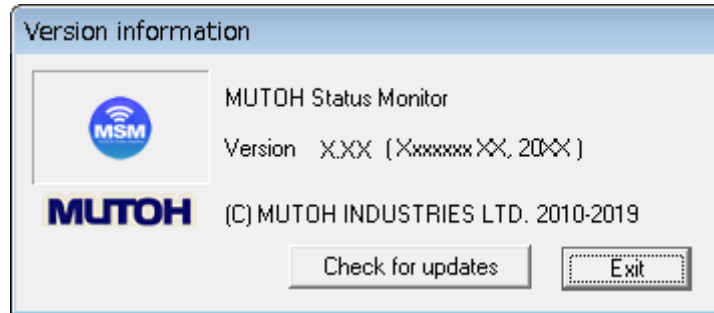 Version information
MSM
MUTOH Status Monitor
Version X.XX ( Xxxxxxx XX, 20XX )
MUTOH
(C) MUTOH INDUSTRIES LTD. 2010-2019
Check for updates
Exit